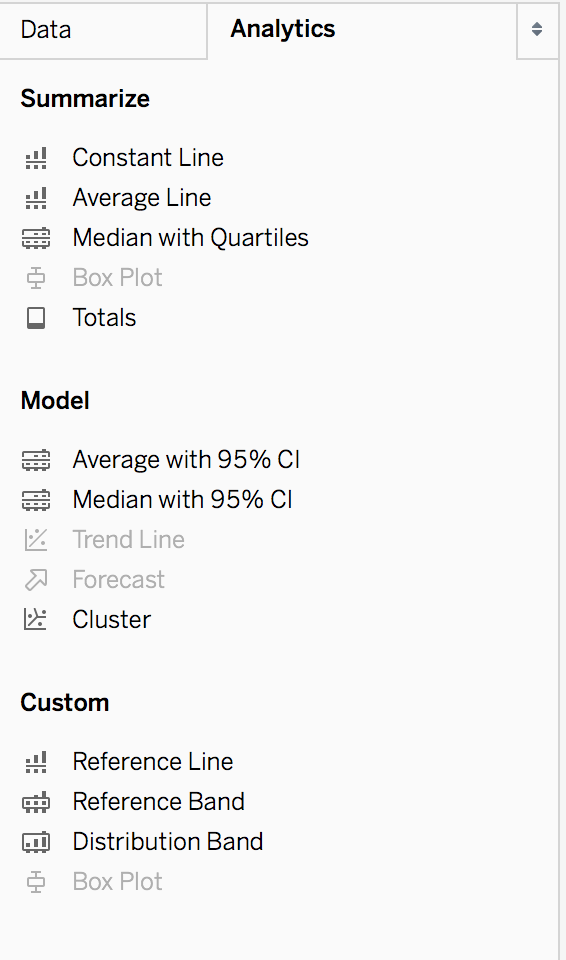 Data
Analytics
Summarize
Constant Line
Average Line
Median with Quartiles
Box Plot
Totals
Model
Average with 95% CI
Median with 95% CI
Trend Line
Forecast
Cluster
Custom
Reference Line
Reference Band
Distribution Band
Box Plot